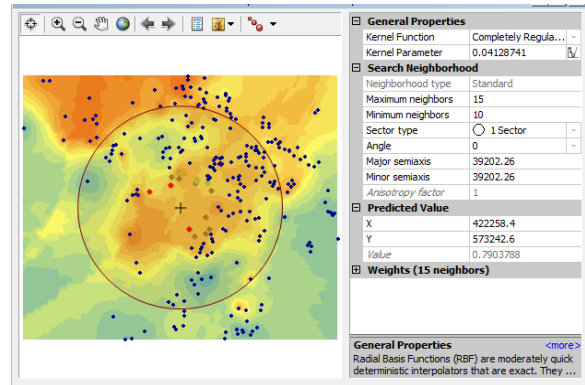 General Properties
Kernel Function Completely Regula...
Kernel Parameter 0.04128741
Search Neighborhood
Neighborhood type Standard
Maximum neighbors 15
Minimum neighbors 10
Sector type 1 Sector
Angle 0
Major semiaxis 39202.26
Minor semiaxis 39202.26
Anisotropy factor 1
Predicted Value
X 422258.4
Y 573242.6
Value 0.7903788
Weights (15 neighbors)
General Properties <more>
Radial Basis Functions (RBF) are moderately quick
deterministic interpolators that are exact. They ...